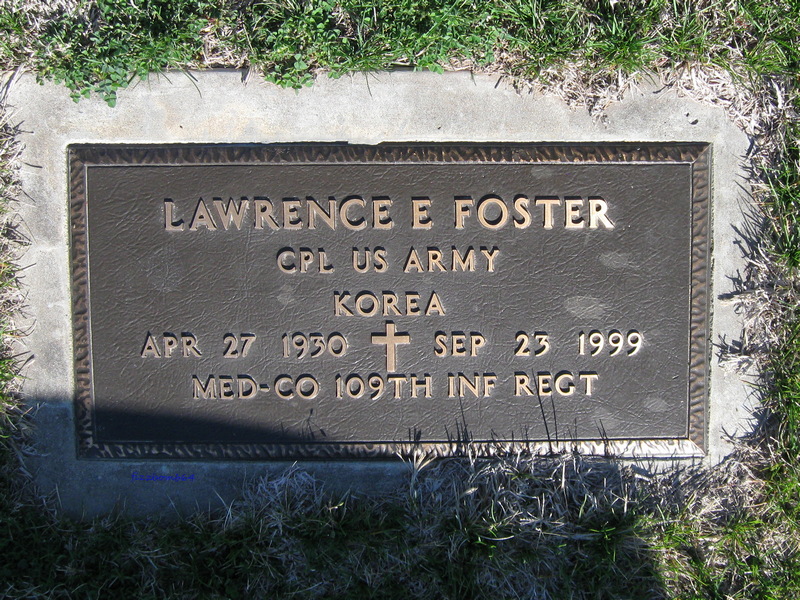 LAWRENCE E FOSTER
CPL US ARMY
KOREA
APR 27 1930 SEP 23 1999
MED-CO 109TH INF REGT